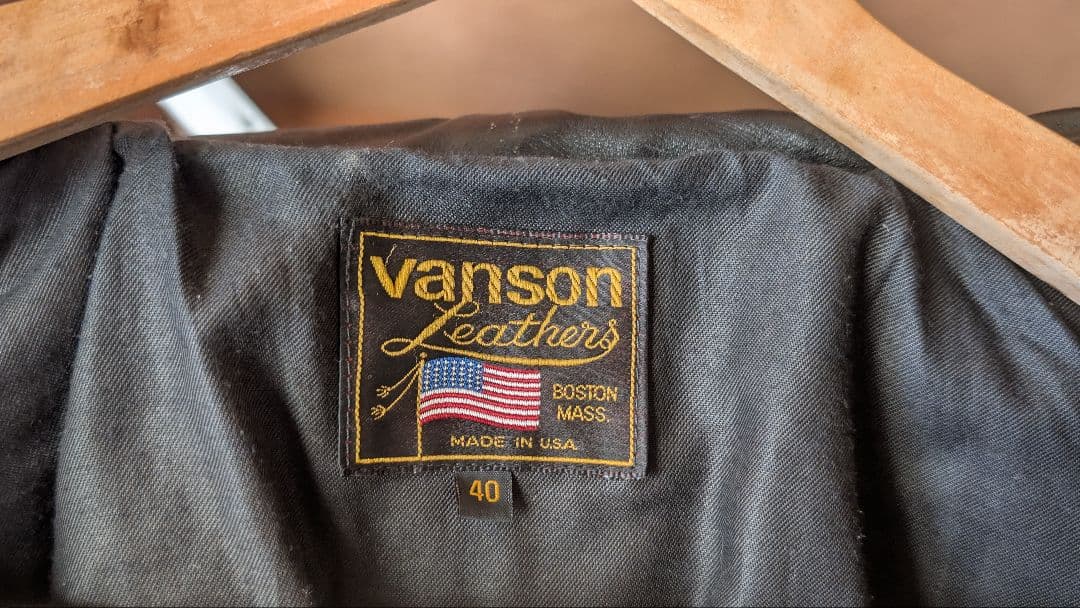 Vanson
Leathers
BOSTON
MASS.
MADE IN U.S.A.
40